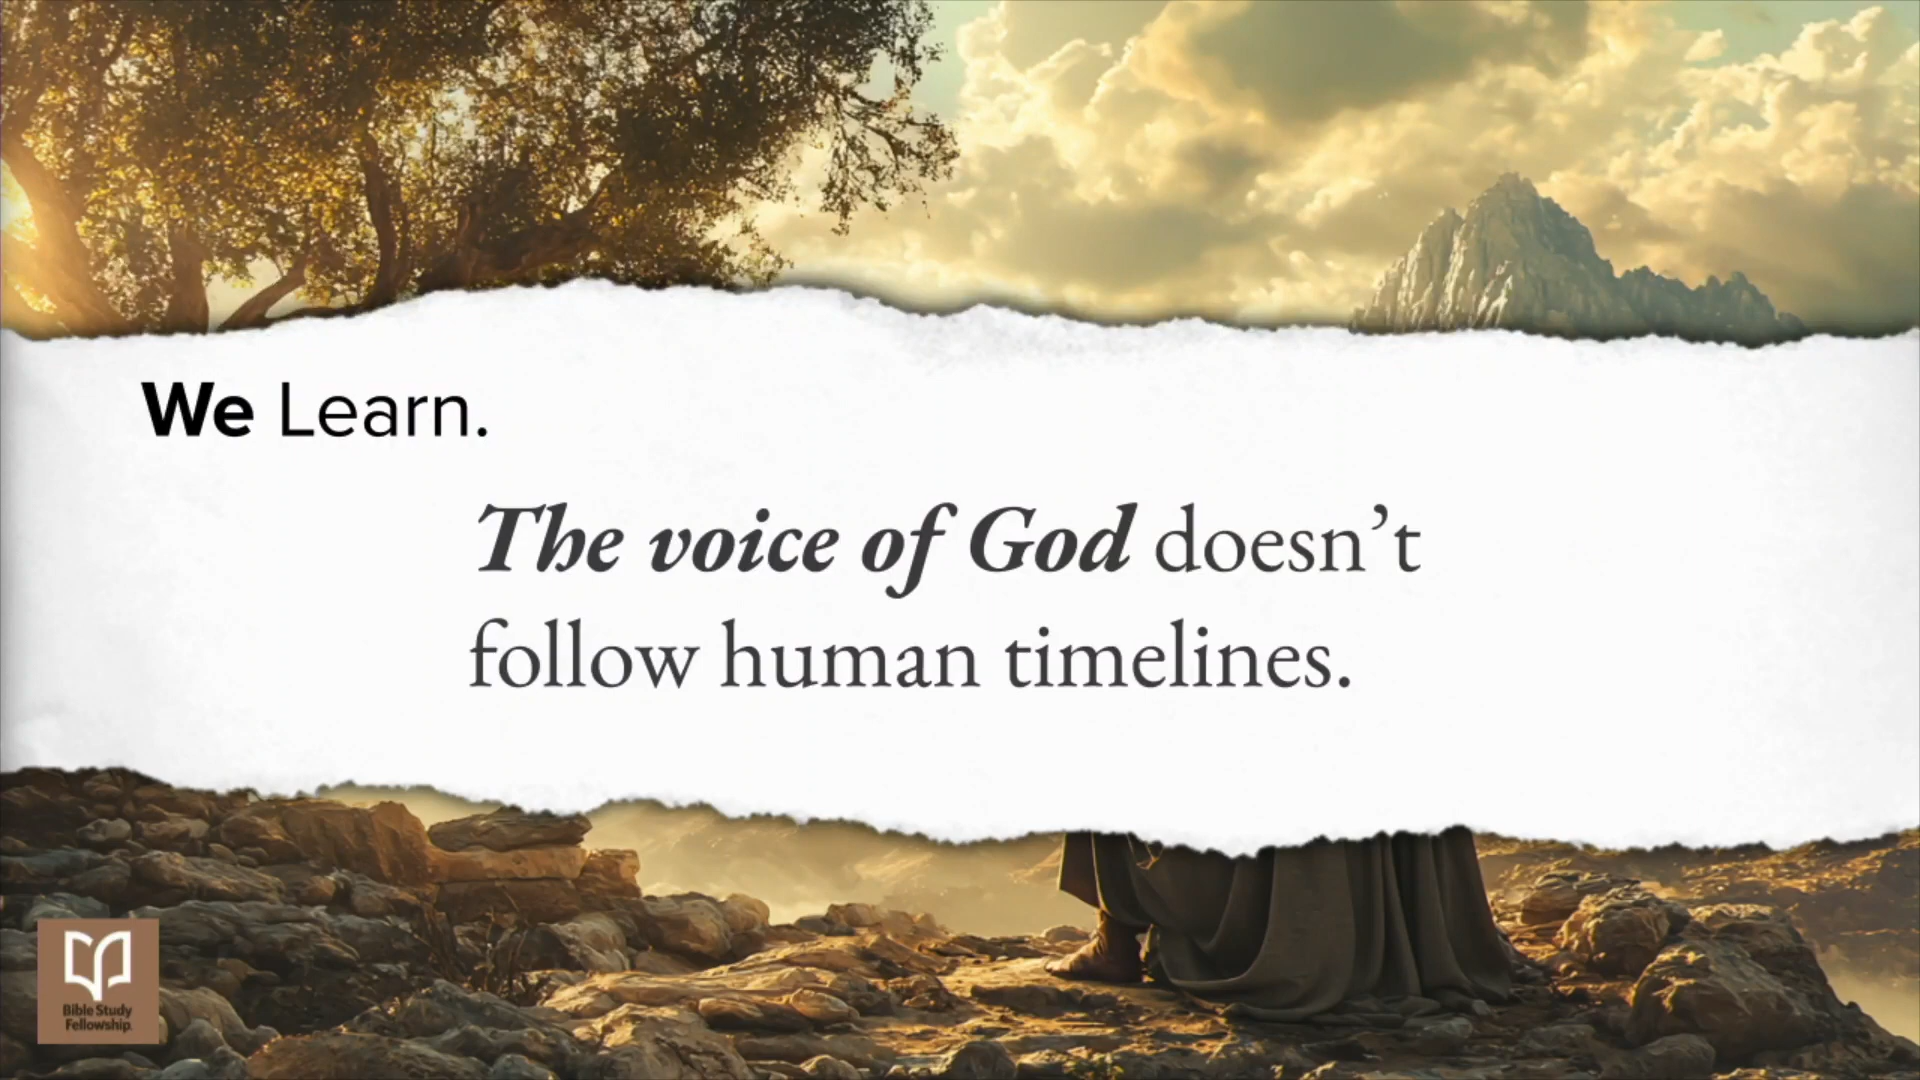 We Learn.
The voice of God doesn’t
follow human timelines.
Bible Study
Fellowship